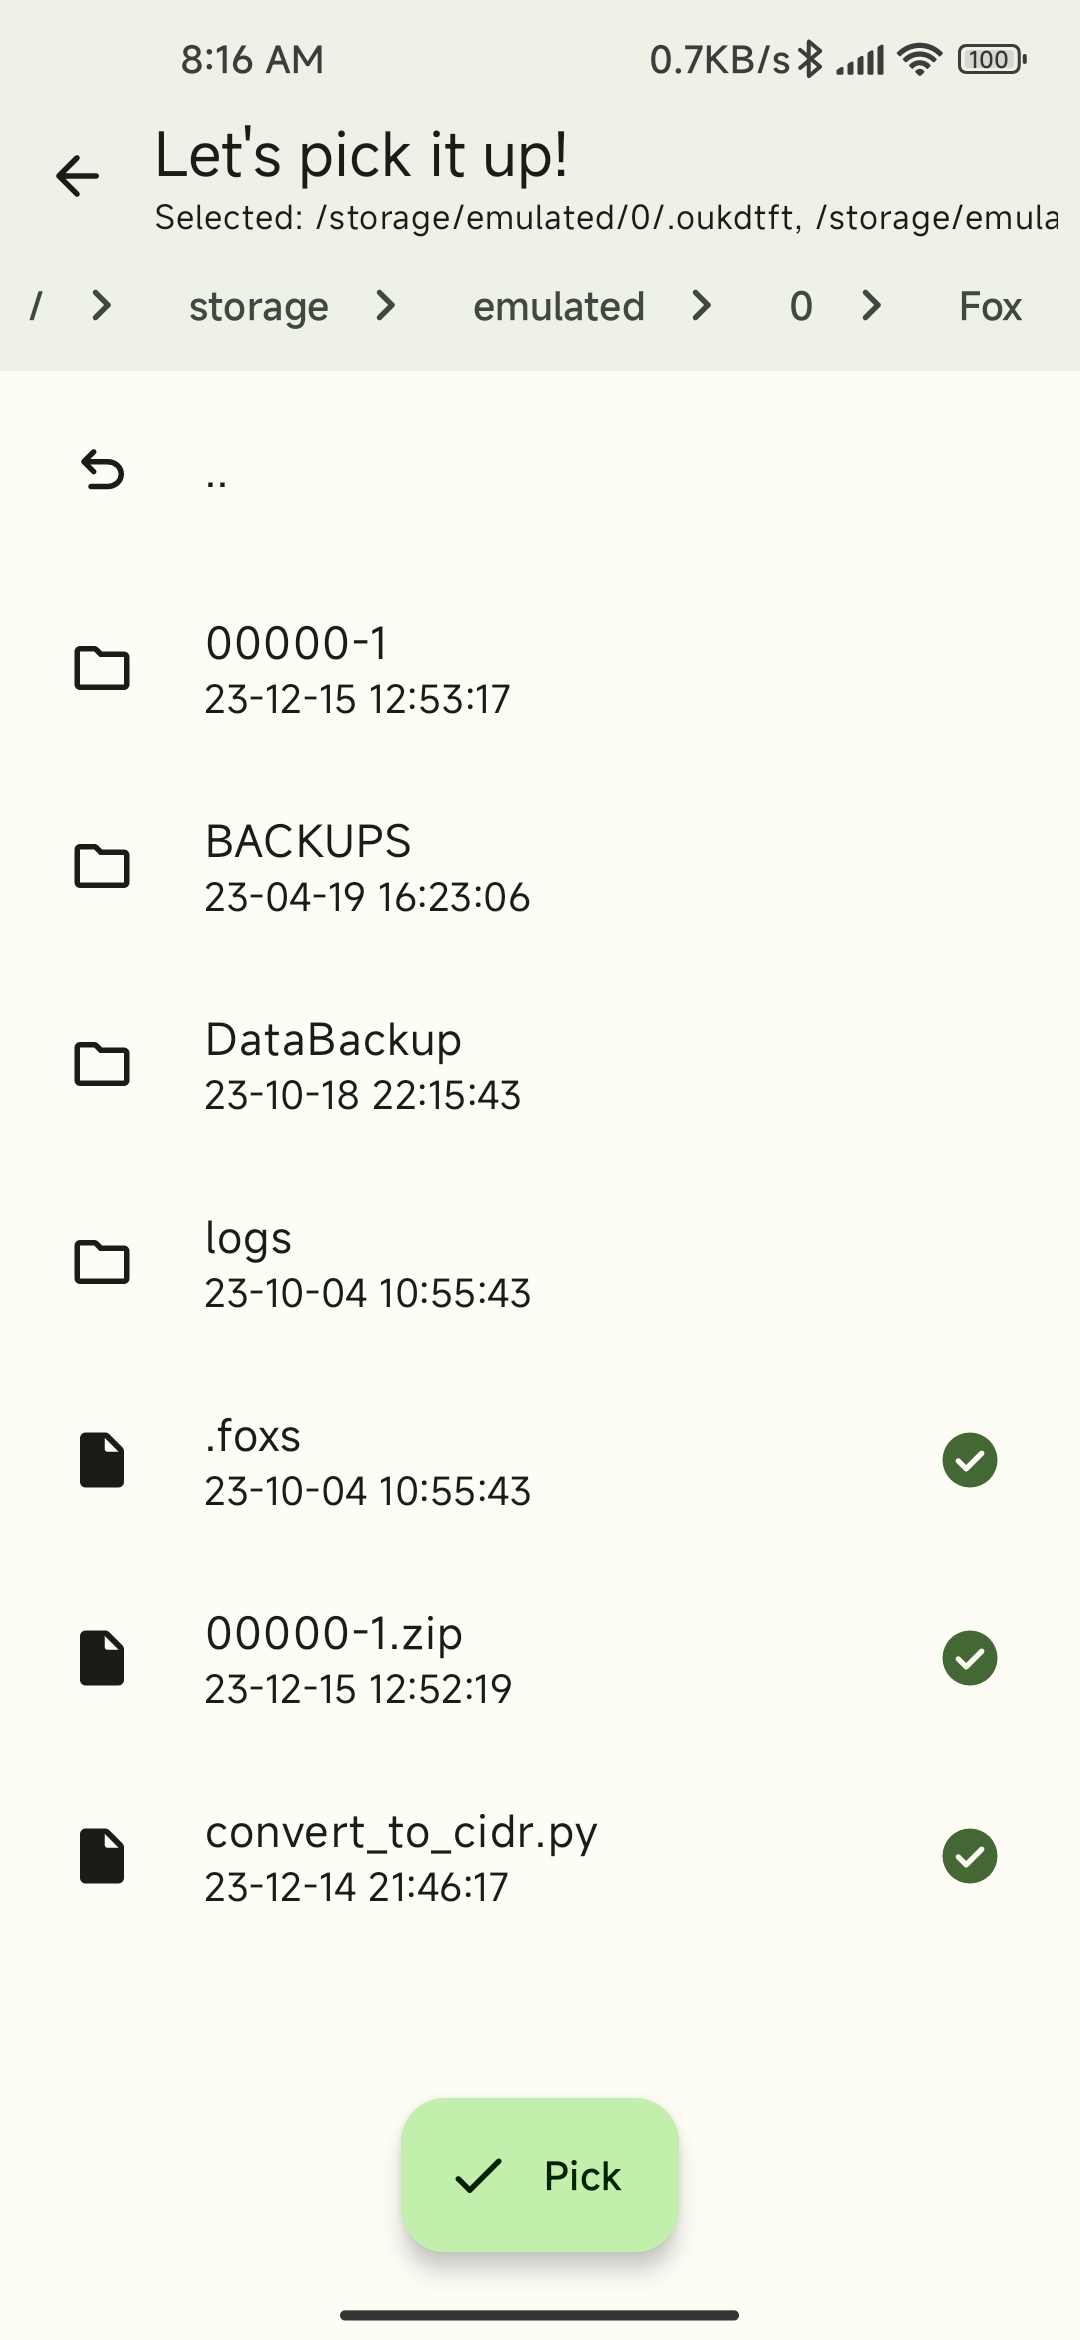 8:16 AM 0.7KB/s 100
Let's pick it up!
Selected: /storage/emulated/0/.oukdtft, /storage/emula
/ storage emulated 0 Fox
..
00000-1
23-12-15 12:53:17
BACKUPS
23-04-19 16:23:06
DataBackup
23-10-18 22:15:43
logs
23-10-04 10:55:43
.foxs
23-10-04 10:55:43
00000-1.zip
23-12-15 12:52:19
convert_to_cidr.py
23-12-14 21:46:17
Pick